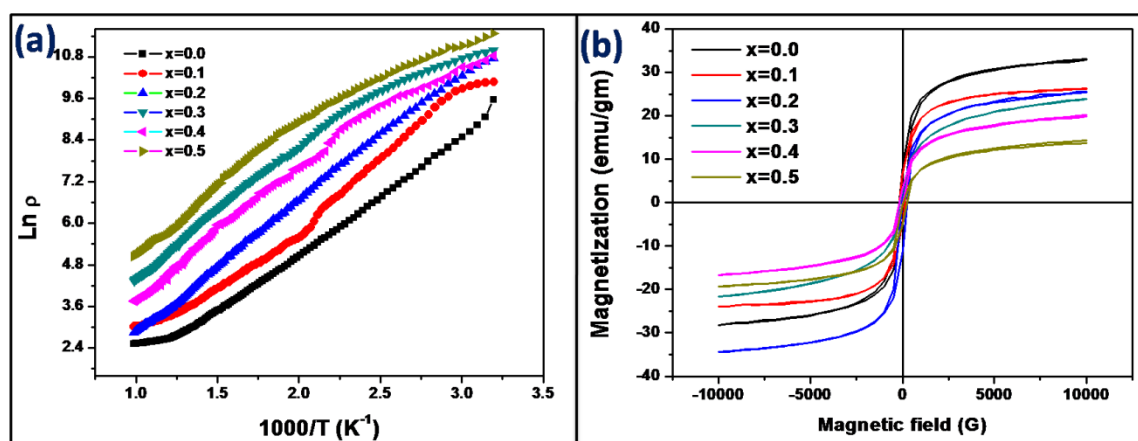 (a)
x=0.0
x=0.1
x=0.2
x=0.3
x=0.4
x=0.5
Ln ρ
10.8
9.6
8.4
7.2
6.0
4.8
3.6
2.4
1.0 1.5 2.0 2.5 3.0 3.5
1000/T (K⁻¹)
(b)
x=0.0
x=0.1
x=0.2
x=0.3
x=0.4
x=0.5
Magnetization (emu/gm)
40
30
20
10
0
-10
-20
-30
-40
-10000 -5000 0 5000 10000
Magnetic field (G)